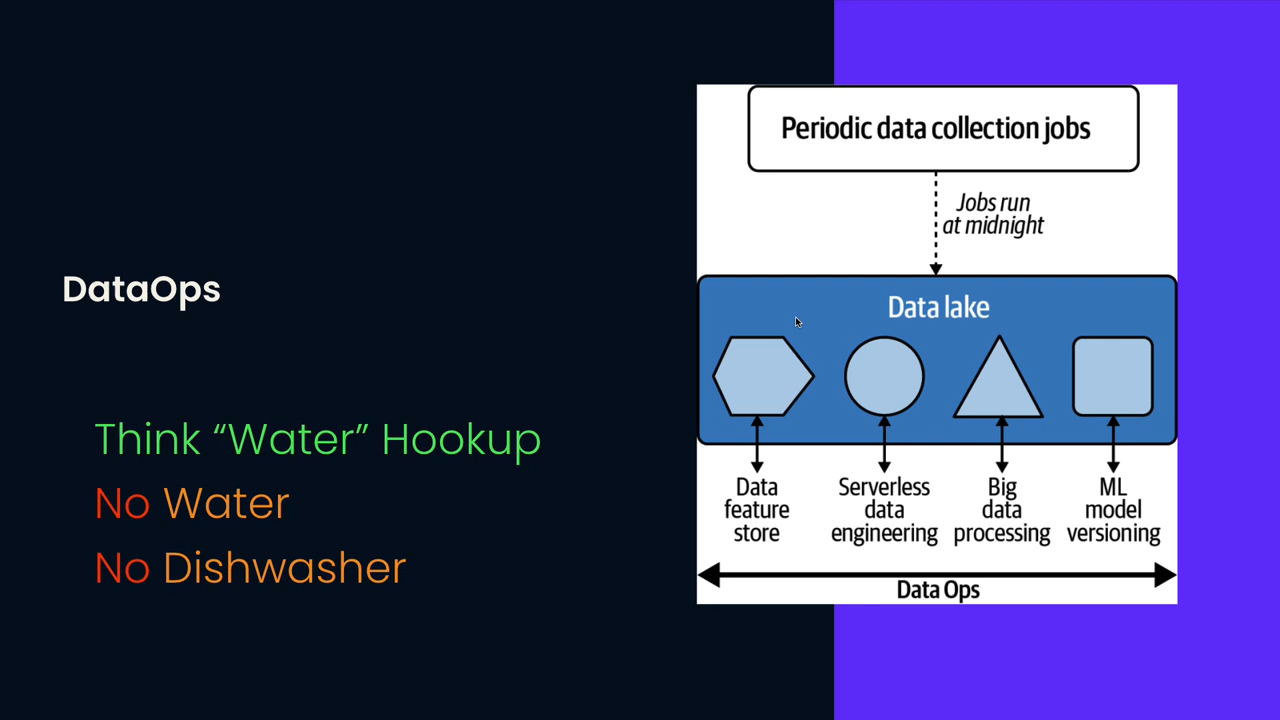 DataOps
Think “Water” Hookup
No Water
No Dishwasher
Periodic data collection jobs
Jobs run
at midnight
Data lake
Data
feature
store
Serverless
data
engineering
Big
data
processing
ML
model
versioning
Data Ops